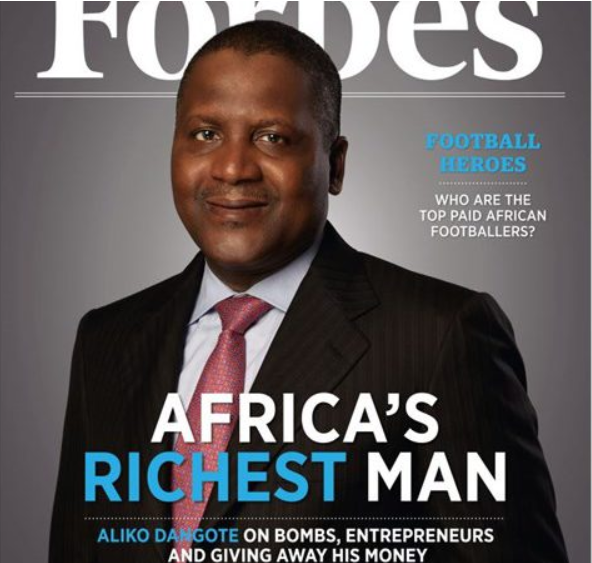 Forbes
FOOTBALL
HEROES
WHO ARE THE
TOP PAID AFRICAN
FOOTBALLERS?
AFRICA'S
RICHEST MAN
ALIKO DANGOTE ON BOMBS, ENTREPRENEURS
AND GIVING AWAY HIS MONEY